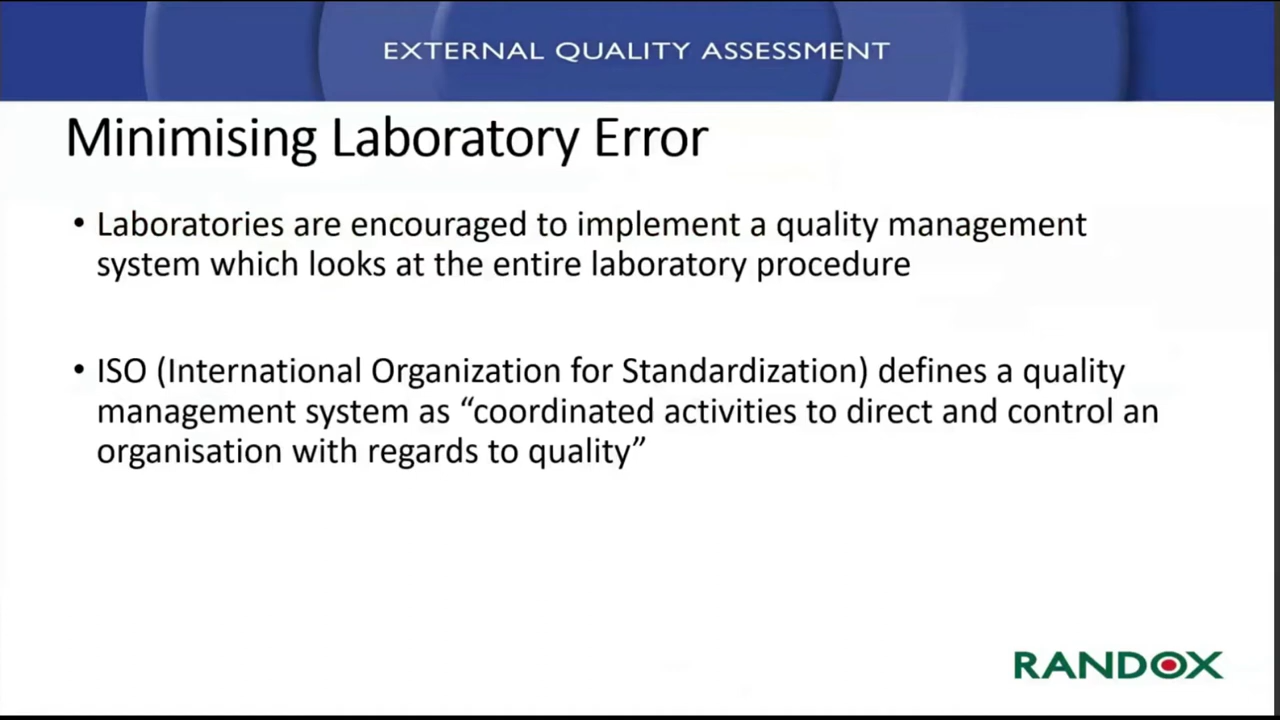 EXTERNAL QUALITY ASSESSMENT
Minimising Laboratory Error
• Laboratories are encouraged to implement a quality management
system which looks at the entire laboratory procedure
• ISO (International Organization for Standardization) defines a quality
management system as “coordinated activities to direct and control an
organisation with regards to quality”
RANDOX